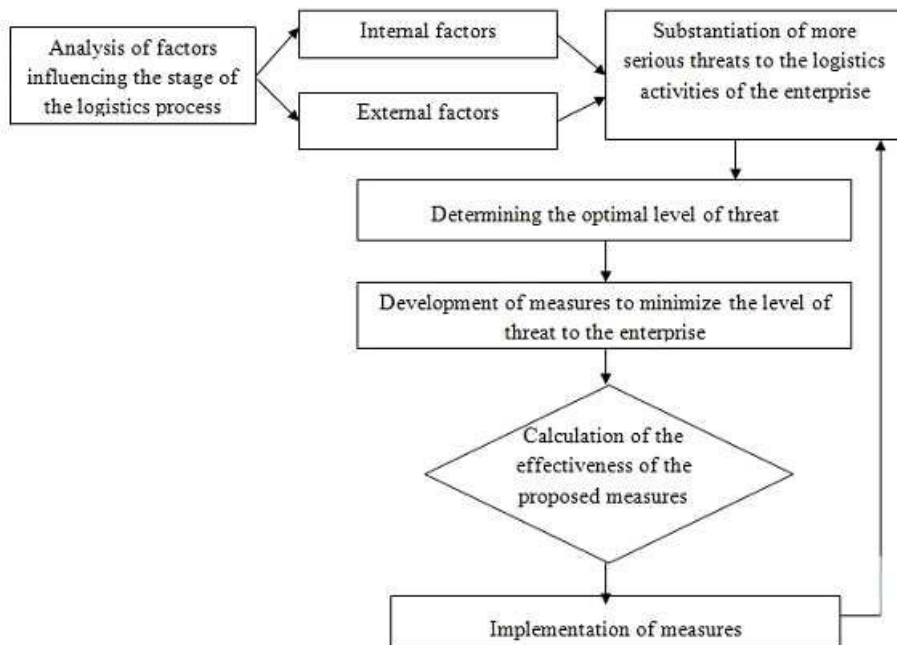 Analysis of factors
influencing the stage of
the logistics process
Internal factors
External factors
Substantiation of more
serious threats to the logistics
activities of the enterprise
Determining the optimal level of threat
Development of measures to minimize the level of
threat to the enterprise
Calculation of the
effectiveness of the
proposed measures
Implementation of measures